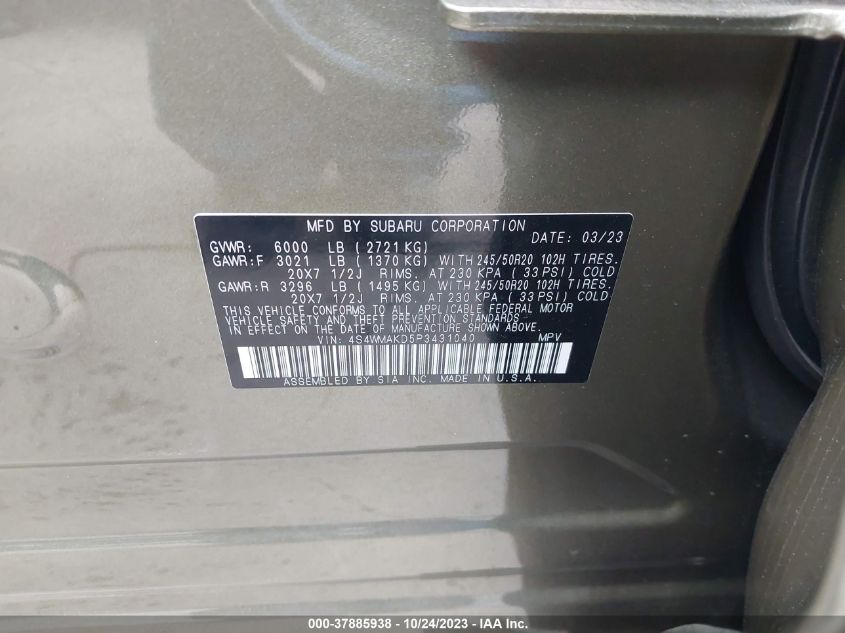 MFD BY SUBARU CORPORATION
DATE: 03/23
GVWR: 6000 LB ( 2721 KG)
GAWR:F 3021 LB ( 1370 KG) WITH 245/50R20 102H TIRES.
20X7 1/2J RIMS. AT 230 KPA ( 33 PSI) COLD
GAWR:R 3296 LB ( 1495 KG) WITH 245/50R20 102H TIRES.
20X7 1/2J RIMS. AT 230 KPA ( 33 PSI) COLD
THIS VEHICLE CONFORMS TO ALL APPLICABLE FEDERAL MOTOR
VEHICLE SAFETY AND THEFT PREVENTION STANDARDS
IN EFFECT ON THE DATE OF MANUFACTURE SHOWN ABOVE.
VIN: 4S4WMAKD5P3431040 MPV
ASSEMBLED BY SIA INC. MADE IN U.S.A.
000-37885938 - 10/24/2023 - IAA Inc.